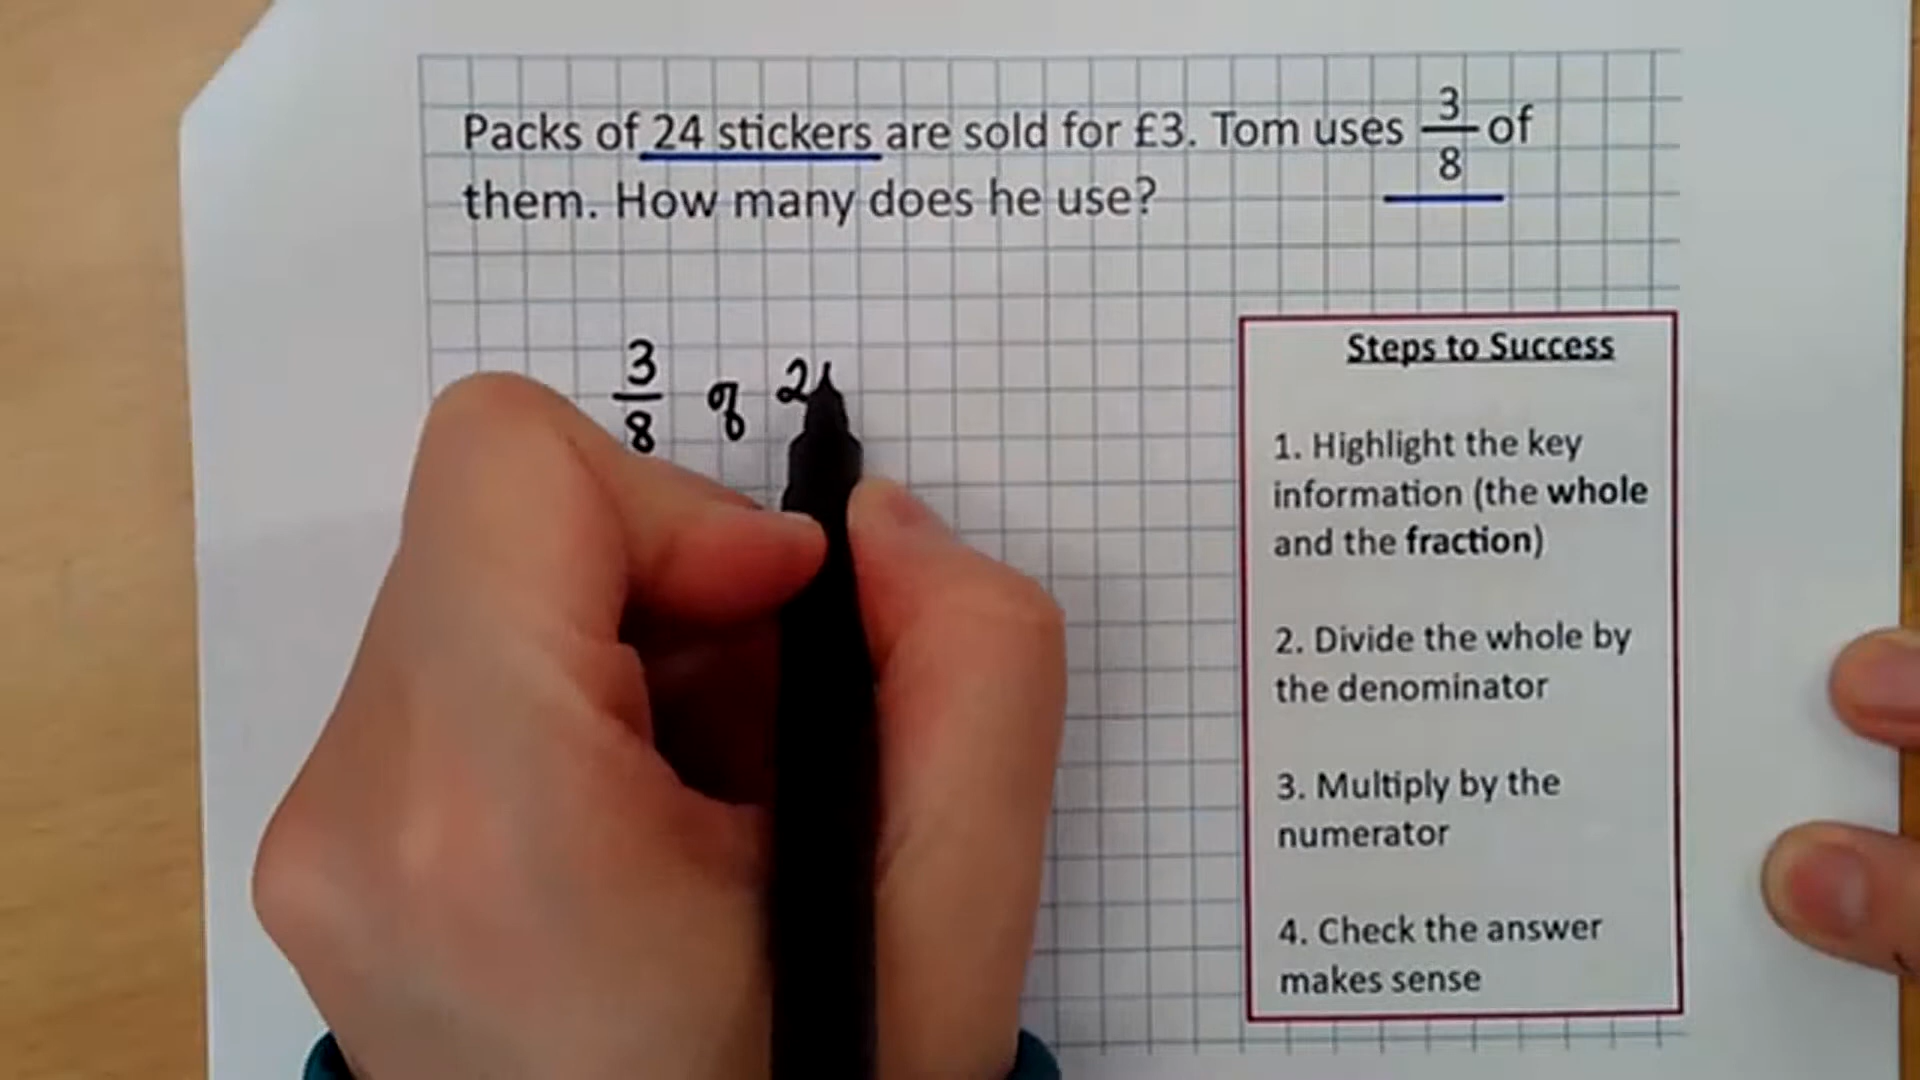 Packs of 24 stickers are sold for £3. Tom uses 3/8 of
them. How many does he use?
3/8 of 2
Steps to Success
1. Highlight the key
information (the whole
and the fraction)
2. Divide the whole by
the denominator
3. Multiply by the
numerator
4. Check the answer
makes sense